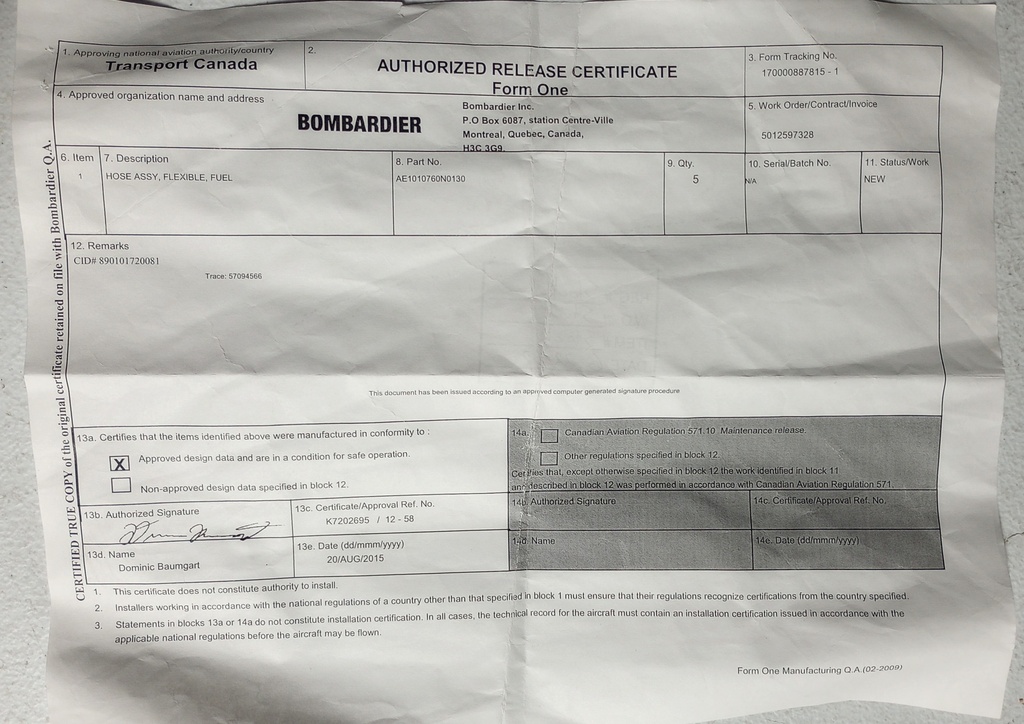 1. Approving national aviation authority/country
Transport Canada
2.
AUTHORIZED RELEASE CERTIFICATE
Form One
3. Form Tracking No.
170000887815 - 1
4. Approved organization name and address
BOMBARDIER
Bombardier Inc.
P.O Box 6087, station Centre-Ville
Montreal, Quebec, Canada,
H3C 3G9.
5. Work Order/Contract/Invoice
5012597328
6. Item
1
7. Description
HOSE ASSY, FLEXIBLE, FUEL
8. Part No.
AE1010760N0130
9. Qty.
5
10. Serial/Batch No.
N/A
11. Status/Work
NEW
12. Remarks
CID# 890101720081
Trace: 57094566
This document has been issued according to an approved computer generated signature procedure
13a. Certifies that the items identified above were manufactured in conformity to :
X Approved design data and are in a condition for safe operation.
Non-approved design data specified in block 12.
13b. Authorized Signature
13c. Certificate/Approval Ref. No.
K7202695 / 12 - 58
13d. Name
Dominic Baumgart
13e. Date (dd/mmm/yyyy)
20/AUG/2015
14a.
Canadian Aviation Regulation 571.10 Maintenance release.
Other regulations specified in block 12.
Certifies that, except otherwise specified in block 12 the work identified in block 11
and described in block 12 was performed in accordance with Canadian Aviation Regulation 571.
14b. Authorized Signature
14c. Certificate/Approval Ref. No.
14d. Name
14e. Date (dd/mmm/yyyy)
1. This certificate does not constitute authority to install.
2. Installers working in accordance with the national regulations of a country other than that specified in block 1 must ensure that their regulations recognize certifications from the country specified.
3. Statements in blocks 13a or 14a do not constitute installation certification. In all cases, the technical record for the aircraft must contain an installation certification issued in accordance with the
applicable national regulations before the aircraft may be flown.
Form One Manufacturing Q.A.(02-2009)
CERTIFIED TRUE COPY of the original certificate retained on file with Bombardier Q.A.